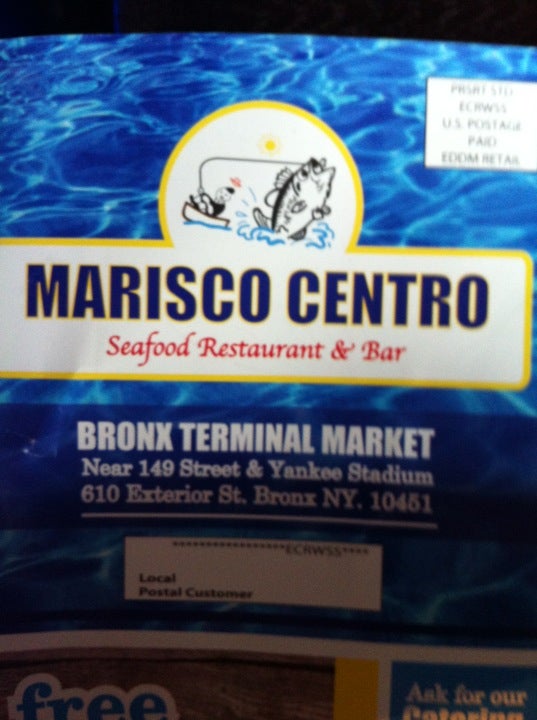 PRSRT STD
ECRWSS
U.S. POSTAGE
PAID
EDDM RETAIL
MARISCO CENTRO
Seafood Restaurant & Bar
BRONX TERMINAL MARKET
Near 149 Street & Yankee Stadium
610 Exterior St. Bronx NY. 10451
*****************ECRWSS****
Local
Postal Customer
free
Ask for our
Catering